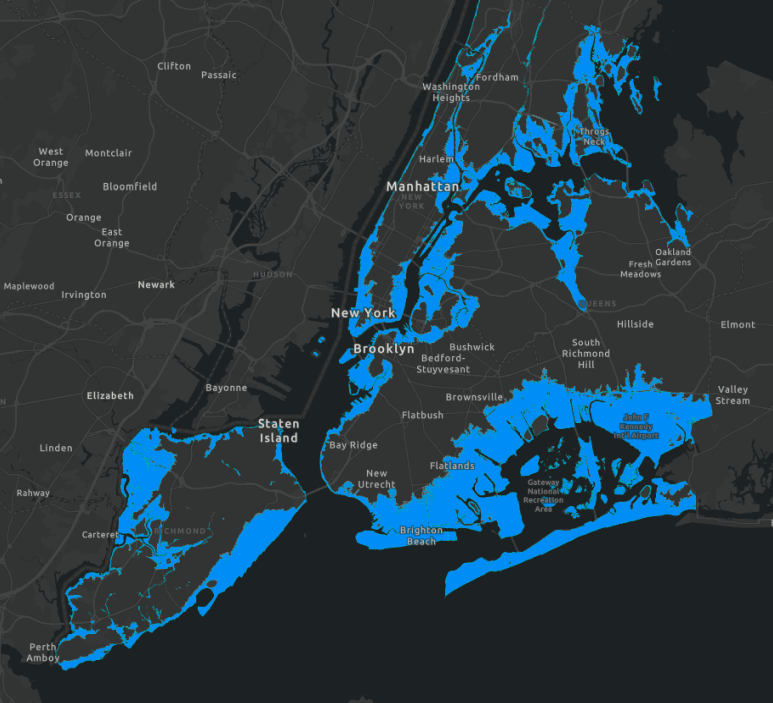 Clifton
Passaic
Fordham
Washington
Heights
Throgs
Neck
West
Orange
Montclair
Harlem
Bloomfield
Manhattan
ESSEX
NEW
YORK
Orange
East
Orange
Oakland
Gardens
Fresh
Meadows
HUDSON
Maplewood
Newark
Irvington
QUEENS
New York
Hillside
Elmont
Brooklyn
Bushwick
South
Richmond
Hill
Bedford-
Stuyvesant
Bayonne
Elizabeth
Brownsville
Valley
Stream
Flatbush
John F
Kennedy
Int'l Airport
Staten
Island
Linden
Bay Ridge
Flatlands
New
Utrecht
Gateway
National
Recreation
Area
Rahway
Carteret
RICHMOND
Brighton
Beach
Perth
Amboy